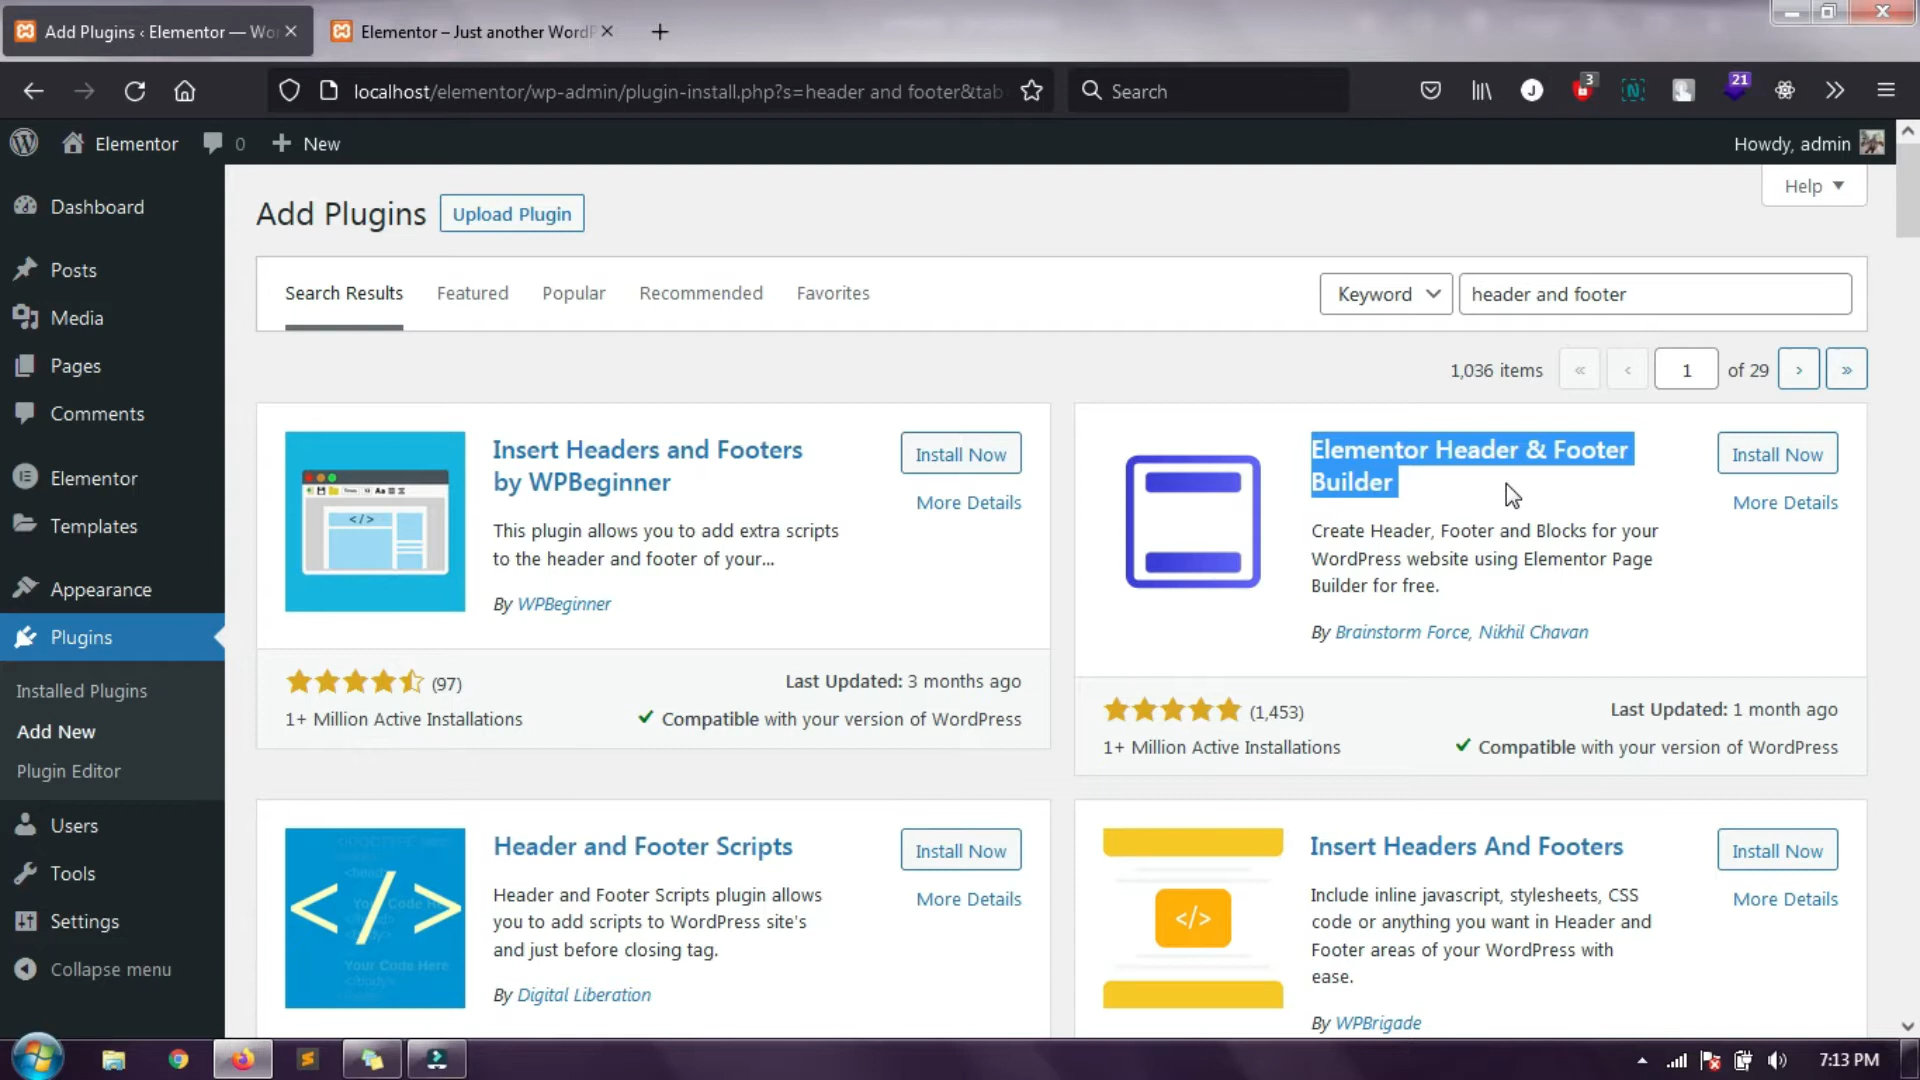 Add Plugins ‹ Elementor — Wo
Elementor – Just another WordP
localhost/elementor/wp-admin/plugin-install.php?s=header and footer&tab
Search
J
3
N
21
Elementor
0
New
Howdy, admin
Dashboard
Posts
Media
Pages
Comments
Elementor
Templates
Appearance
Plugins
Installed Plugins
Add New
Plugin Editor
Users
Tools
Settings
Collapse menu
Help
Add Plugins
Upload Plugin
Search Results
Featured
Popular
Recommended
Favorites
Keyword
header and footer
1,036 items
«
‹
1
of 29
›
»
Insert Headers and Footers
by WPBeginner
Install Now
More Details
This plugin allows you to add extra scripts
to the header and footer of your...
By WPBeginner
(97)
1+ Million Active Installations
Last Updated: 3 months ago
Compatible with your version of WordPress
Elementor Header & Footer
Builder
Install Now
More Details
Create Header, Footer and Blocks for your
WordPress website using Elementor Page
Builder for free.
By Brainstorm Force, Nikhil Chavan
(1,453)
1+ Million Active Installations
Last Updated: 1 month ago
Compatible with your version of WordPress
</>
Your Code Here
Header and Footer Scripts
Install Now
More Details
Header and Footer Scripts plugin allows
you to add scripts to WordPress site's
and just before closing tag.
By Digital Liberation
</>
Insert Headers And Footers
Install Now
More Details
Include inline javascript, stylesheets, CSS
code or anything you want in Header and
Footer areas of your WordPress with
ease.
By WPBrigade
7:13 PM